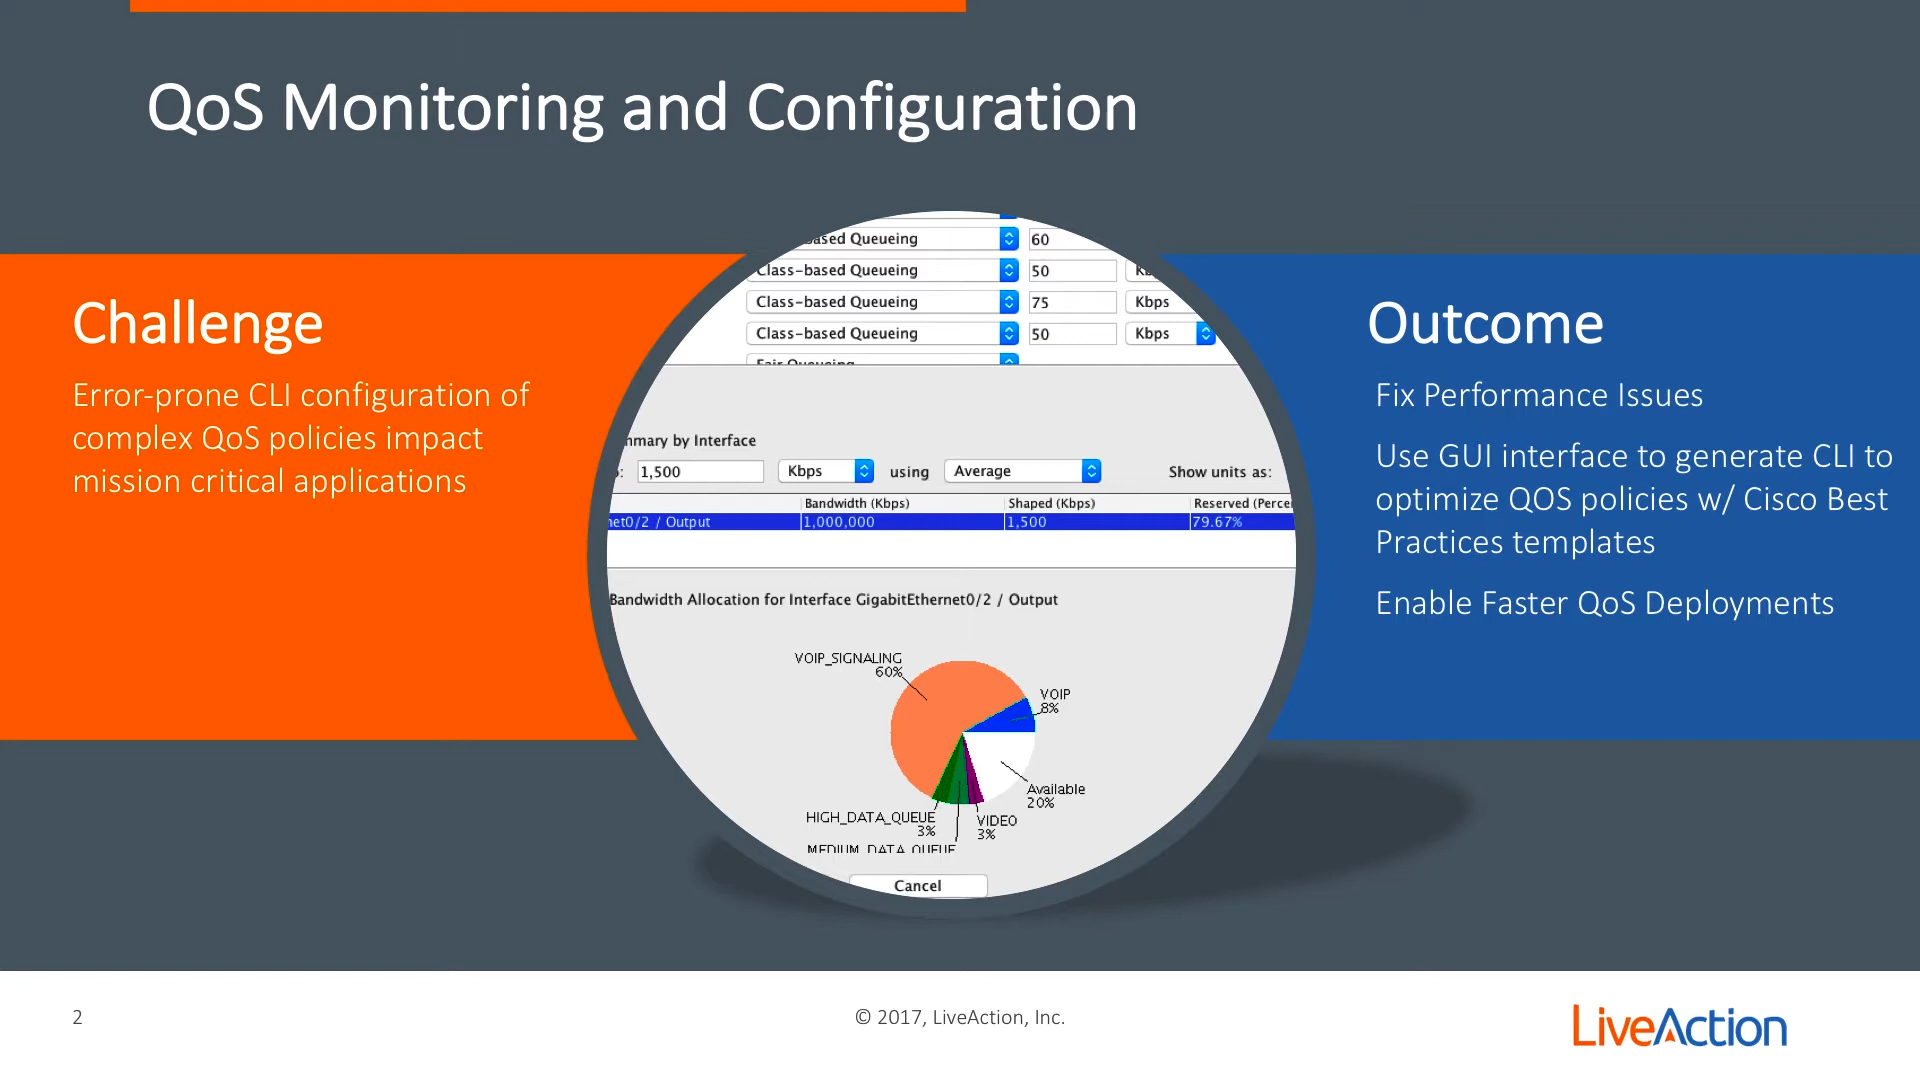 QoS Monitoring and Configuration
Challenge
Error-prone CLI configuration of
complex QoS policies impact
mission critical applications
Queueing 60
Class-based Queueing 50
Class-based Queueing 75 Kbps
Class-based Queueing 50 Kbps
by Interface
1,500 Kbps using Average Show units as:
Bandwidth (Kbps) Shaped (Kbps) Reserved
/ Output 1,000,000 1,500 79.67%
Bandwidth Allocation for Interface GigabitEthernet0/2 / Output
VOIP_SIGNALING
60%
VOIP
8%
Available
20%
HIGH_DATA_QUEUE
3%
VIDEO
3%
MEDIUM_DATA_QUEUE
Cancel
Outcome
Fix Performance Issues
Use GUI interface to generate CLI to
optimize QOS policies w/ Cisco Best
Practices templates
Enable Faster QoS Deployments
2
© 2017, LiveAction, Inc.
LiveAction